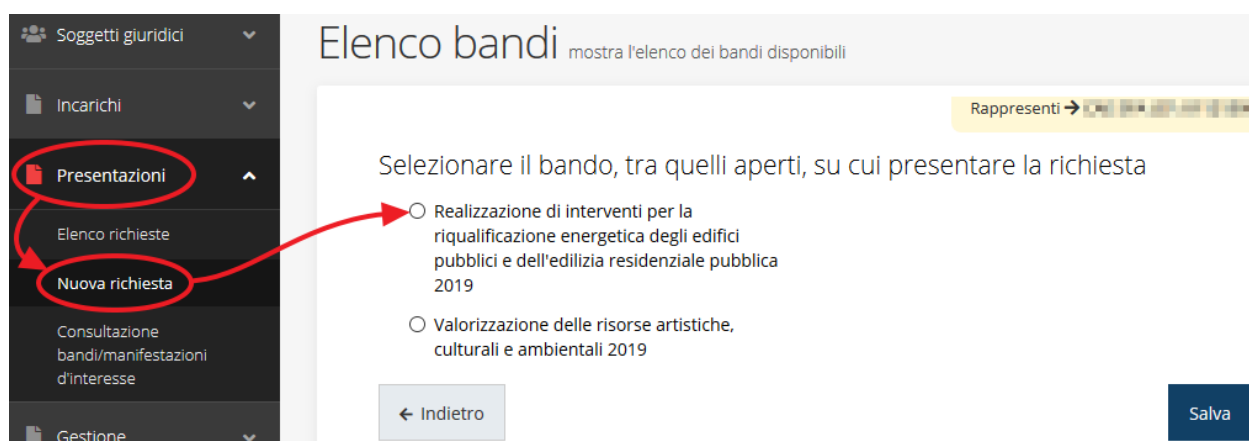 Soggetti giuridici
Incarichi
Presentazioni
Elenco richieste
Nuova richiesta
Consultazione
bandi/manifestazioni
d'interesse
Gestione
Elenco bandi mostra l'elenco dei bandi disponibili
Rappresenti →
Selezionare il bando, tra quelli aperti, su cui presentare la richiesta
Realizzazione di interventi per la
riqualificazione energetica degli edifici
pubblici e dell'edilizia residenziale pubblica
2019
Valorizzazione delle risorse artistiche,
culturali e ambientali 2019
← Indietro
Salva